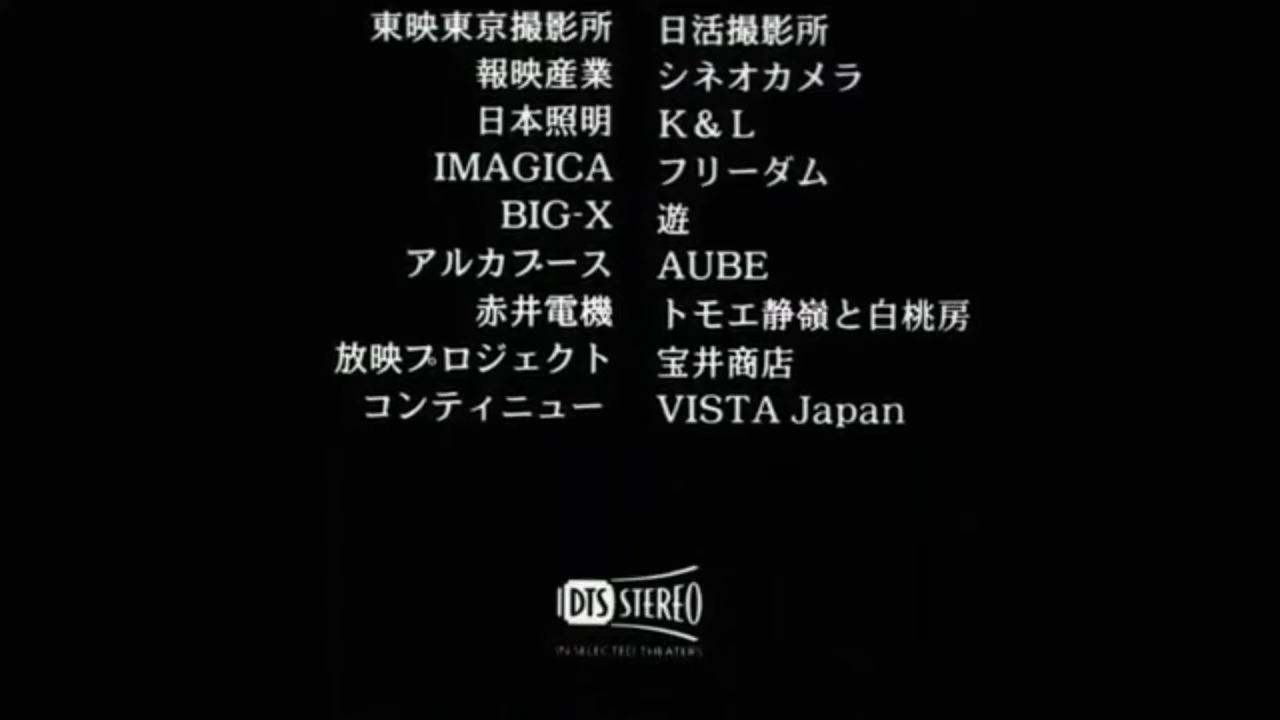 東映東京撮影所 日活撮影所
報映産業 シネオカメラ
日本照明 K&L
IMAGICA フリーダム
BIG-X 遊
アルカブース AUBE
赤井電機 トモエ静嶺と白桃房
放映プロジェクト 宝井商店
コンティニュー VISTA Japan
DTS STEREO
IN SELECTED THEATERS